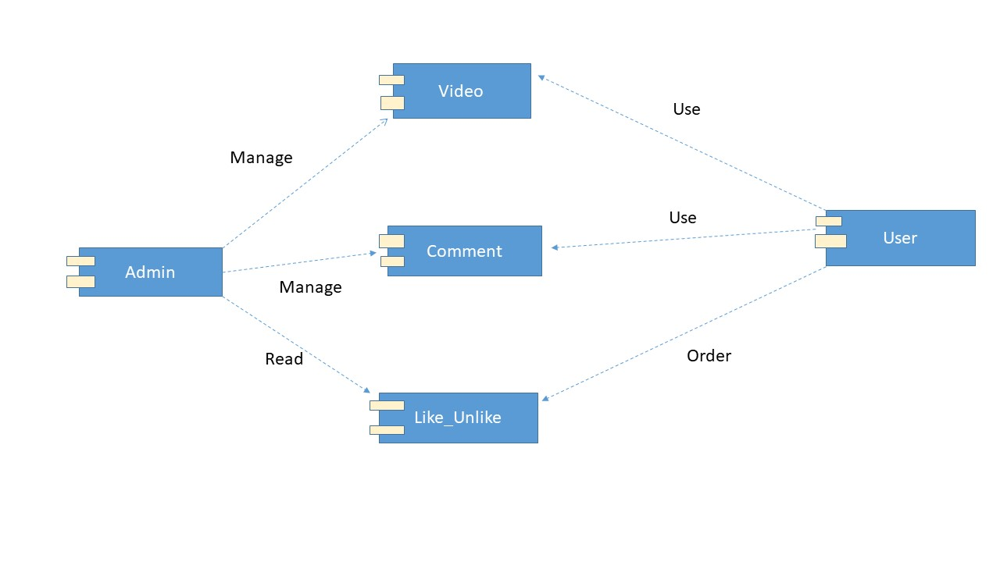 Video
Use
Manage
Use
User
Comment
Admin
Manage
Read
Order
Like_Unlike